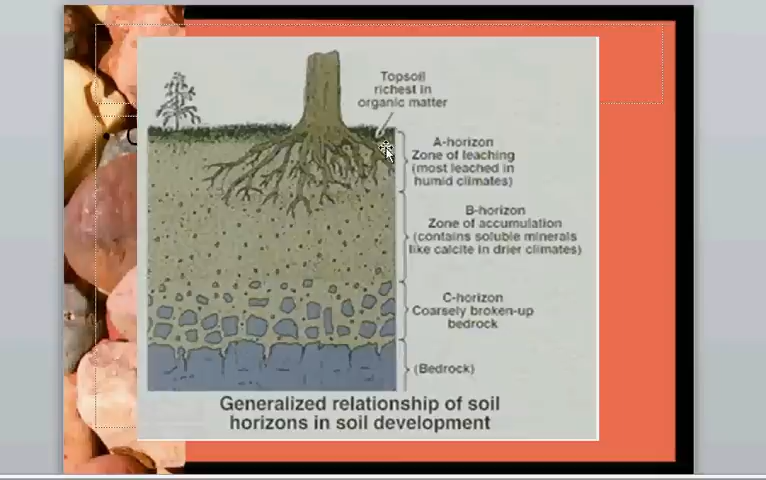 Topsoil
richest in
organic matter
A-horizon
Zone of leaching
(most leached in
humid climates)
B-horizon
Zone of accumulation
(contains soluble minerals
like calcite in drier climates)
C-horizon
Coarsely broken-up
bedrock
(Bedrock)
Generalized relationship of soil
horizons in soil development